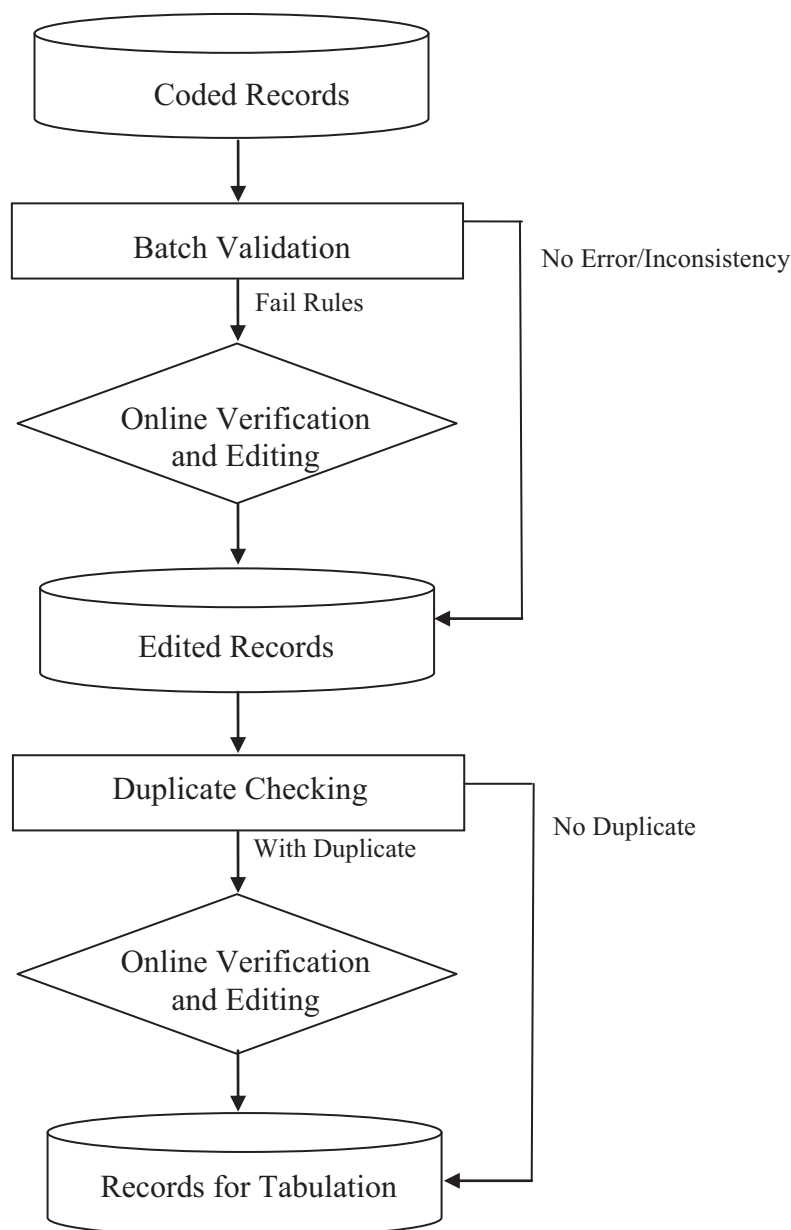 Coded Records
Batch Validation
No Error/Inconsistency
Fail Rules
Online Verification
and Editing
Edited Records
Duplicate Checking
No Duplicate
With Duplicate
Online Verification
and Editing
Records for Tabulation